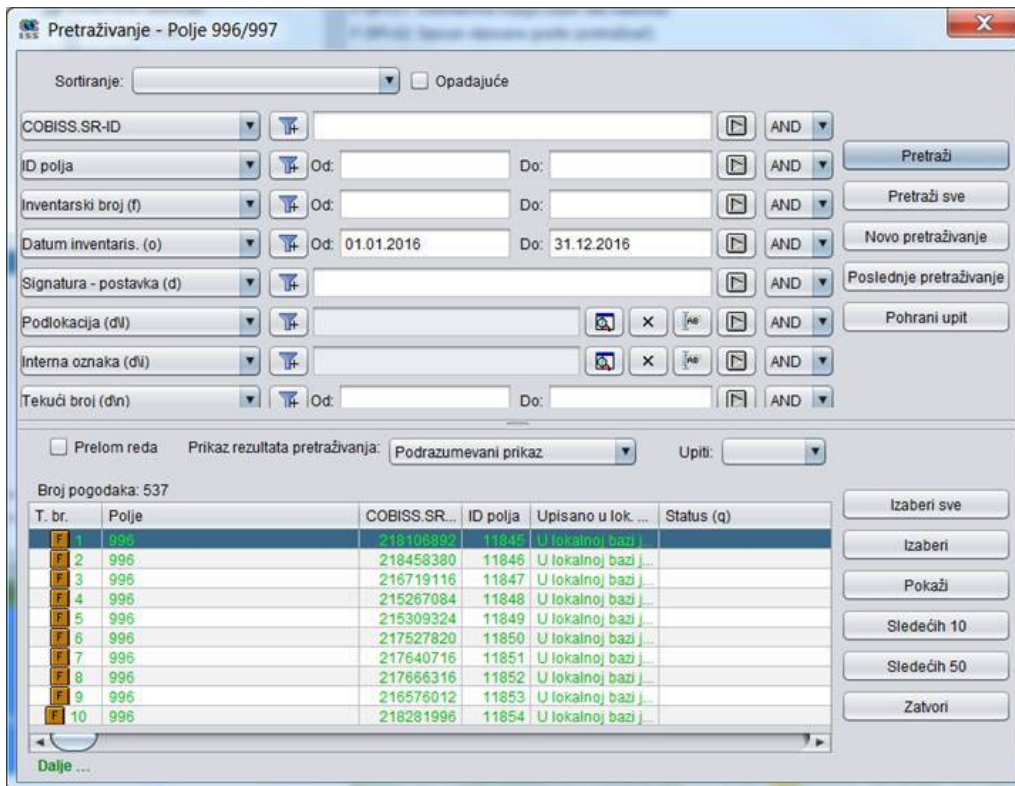 Pretraživanje - Polje 996/997
Sortiranje: Opadajuće
COBISS.SR-ID AND
ID polja Od: Do: AND
Inventarski broj (f) Od: Do: AND
Datum inventaris. (o) Od: 01.01.2016 Do: 31.12.2016 AND
Signatura - postavka (d) AND
Podlokacija (d\l) AND
Interna oznaka (d\i) AND
Tekući broj (d\n) Od: Do: AND
Pretraži
Pretraži sve
Novo pretraživanje
Poslednje pretraživanje
Pohrani upit
Prelom reda Prikaz rezultata pretraživanja: Podrazumevani prikaz Upiti:
Broj pogodaka: 537
T. br. Polje COBISS.SR... ID polja Upisano u lok. ... Status (q)
F 1 996 218106892 11845 U lokalnoj bazi j...
F 2 996 218458380 11846 U lokalnoj bazi j...
F 3 996 216719116 11847 U lokalnoj bazi j...
F 4 996 215267084 11848 U lokalnoj bazi j...
F 5 996 215309324 11849 U lokalnoj bazi j...
F 6 996 217527820 11850 U lokalnoj bazi j...
F 7 996 217640716 11851 U lokalnoj bazi j...
F 8 996 217666316 11852 U lokalnoj bazi j...
F 9 996 216576012 11853 U lokalnoj bazi j...
F 10 996 218281996 11854 U lokalnoj bazi j...
Dalje ...
Izaberi sve
Izaberi
Pokaži
Sledećih 10
Sledećih 50
Zatvori